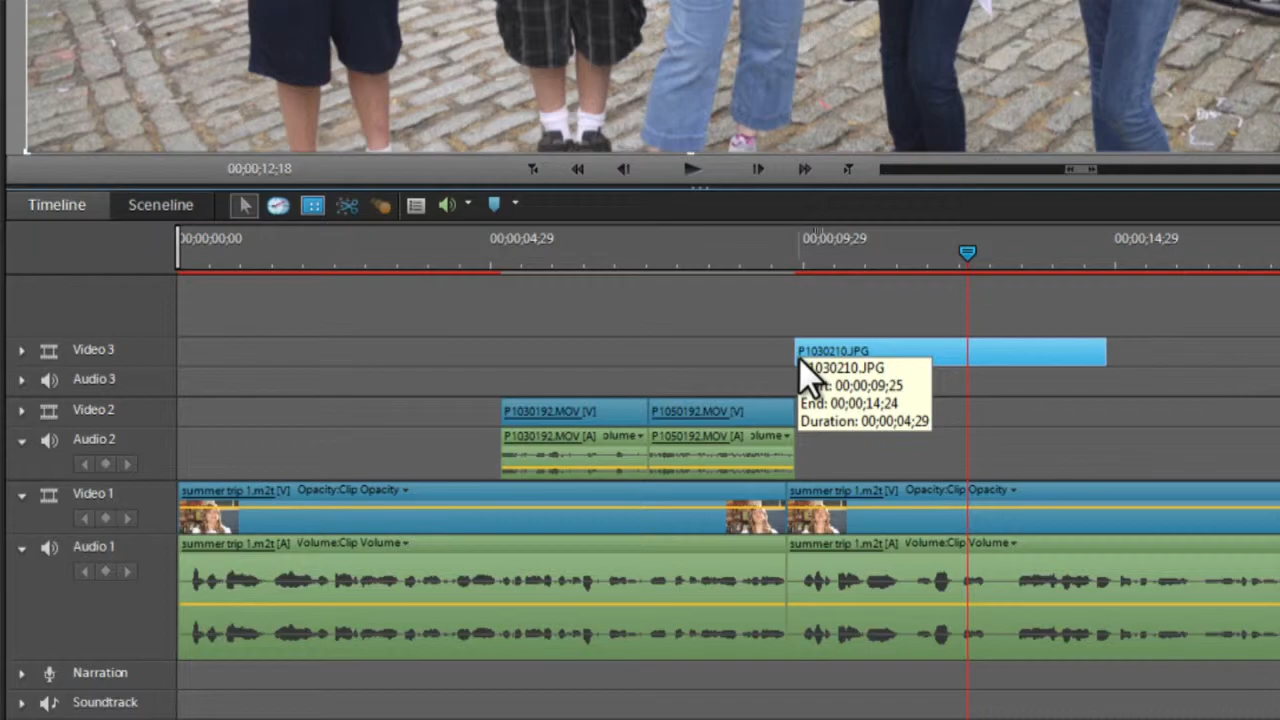 00;00;12;18
Timeline Sceneline
00;00;00;00 00;00;04;29 00;00;09;29 00;00;14;29
Video 3 P1030210.JPG
1030210.JPG
Audio 3 00;00;09;25
End: 00;00;14;24
Video 2 P1030192.MOV [V] P1050192.MOV [V] Duration: 00;00;04;29
Audio 2 P1030192.MOV [A] olume P1050192.MOV [A] olume
Video 1 summer trip 1.m2t [V] Opacity:Clip Opacity summer trip 1.m2t [V] Opacity:Clip Opacity
Audio 1 summer trip 1.m2t [A] Volume:Clip Volume summer trip 1.m2t [A] Volume:Clip Volume
Narration
Soundtrack